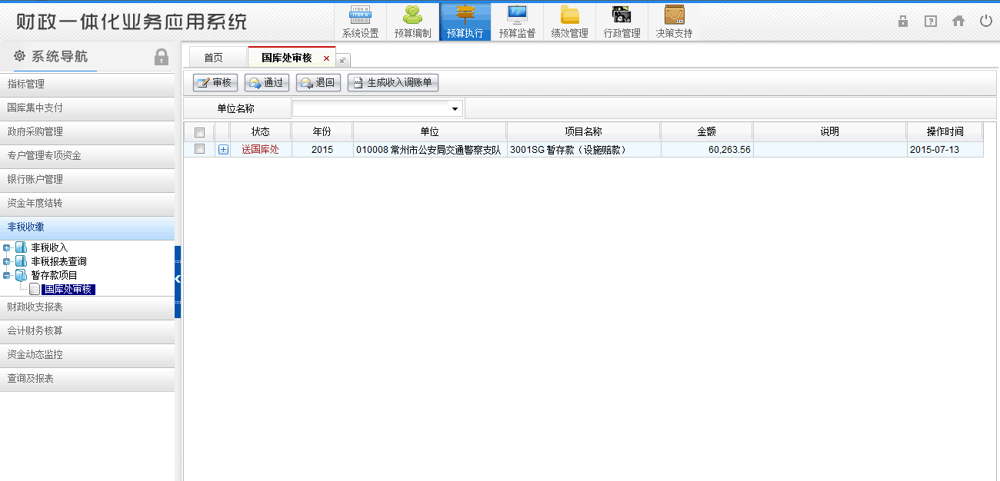 财政一体化业务应用系统
系统设置 预算编制 预算执行 预算监督 绩效管理 行政管理 决策支持
系统导航
首页 国库处审核
审核 通过 退回 生成收入调账单
单位名称
状态 年份 单位 项目名称 金额 说明 操作时间
送国库处 2015 010008 常州市公安局交通警察支队 3001SG 暂存款（设施赔款） 60,263.56 2015-07-13
指标管理
国库集中支付
政府采购管理
专户管理专项资金
银行账户管理
资金年度结转
非税收缴
非税收入
非税报表查询
暂存款项目
国库处审核
财政收支报表
会计财务核算
资金动态监控
查询及报表